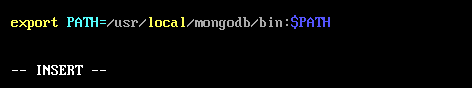 export PATH=/usr/local/mongodb/bin:$PATH
-- INSERT --